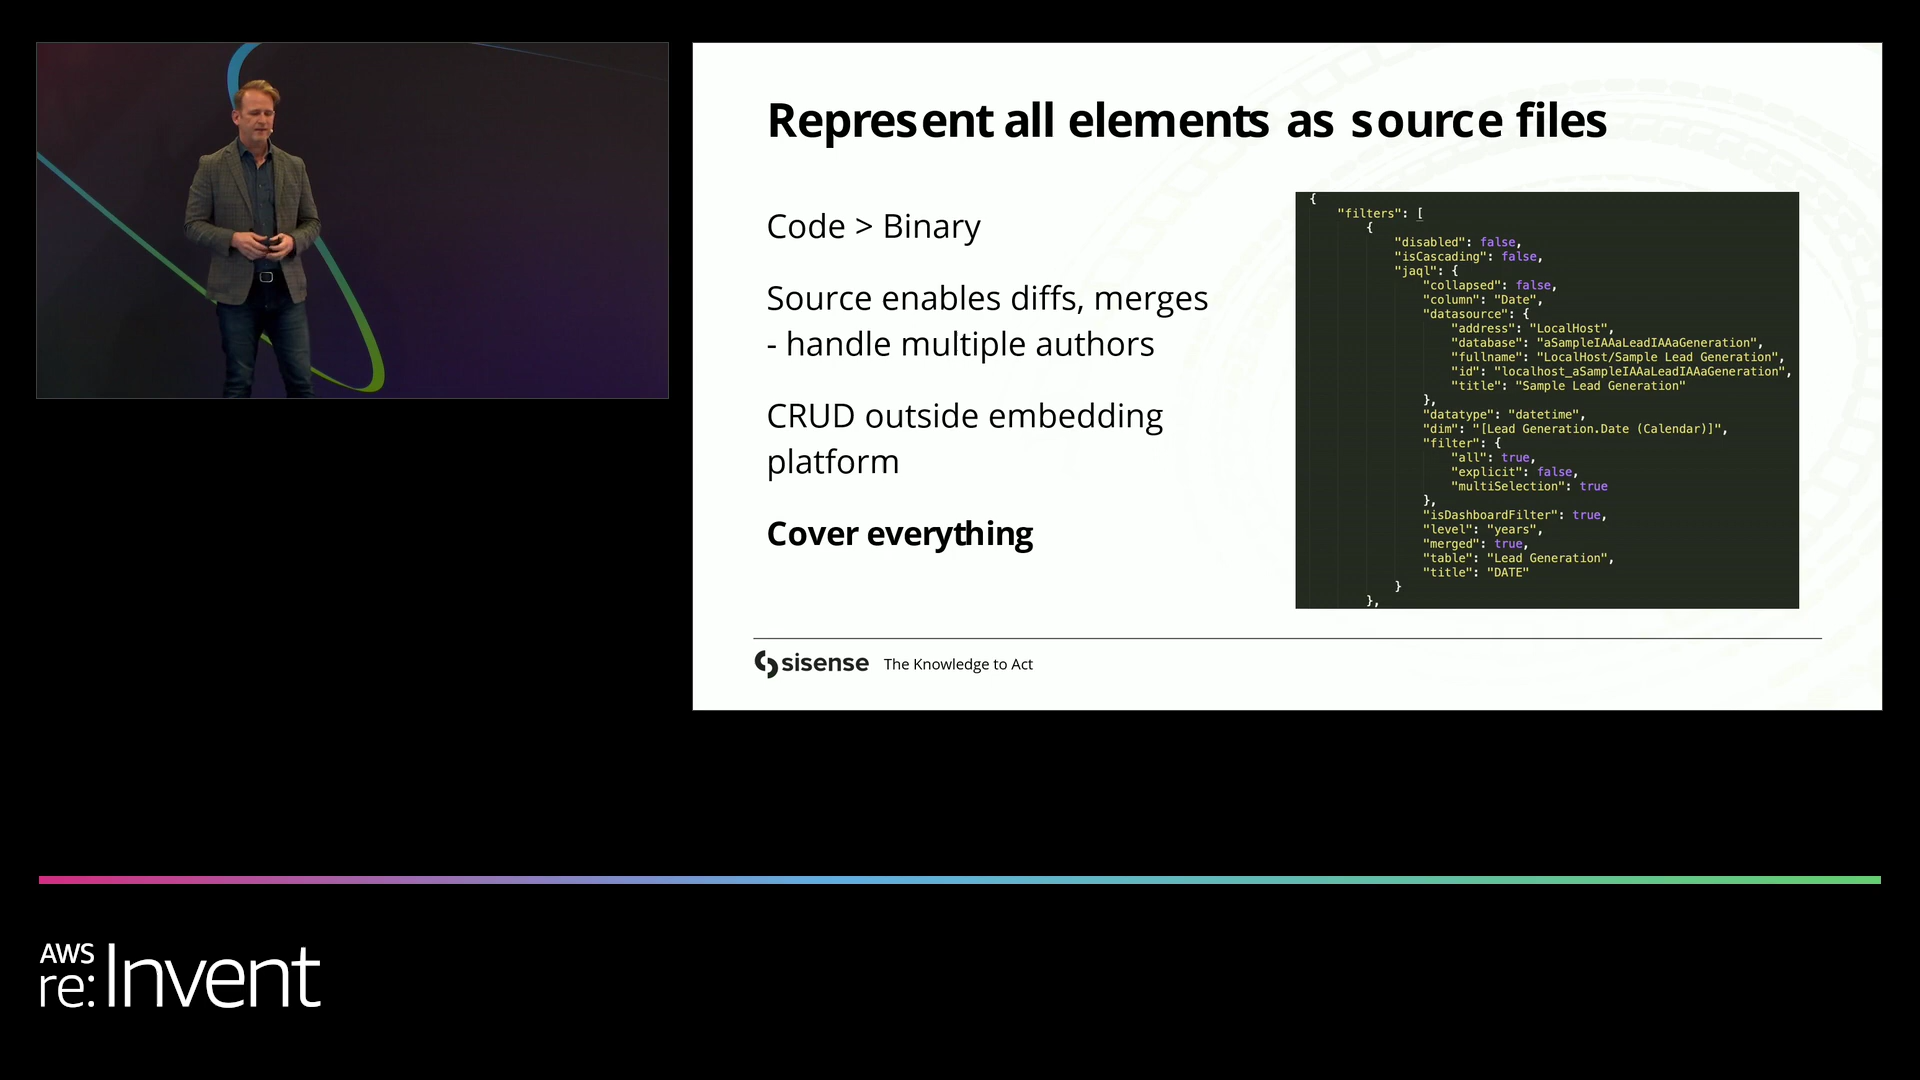 Represent all elements as source files
Code > Binary
Source enables diffs, merges
- handle multiple authors
CRUD outside embedding
platform
Cover everything
{
"filters": [
{
"disabled": false,
"isCascading": false,
"jaql": {
"collapsed": false,
"column": "Date",
"datasource": {
"address": "LocalHost",
"database": "aSampleIAAaLeadIAAaGeneration",
"fullname": "LocalHost/Sample Lead Generation",
"id": "localhost_aSampleIAAaLeadIAAaGeneration",
"title": "Sample Lead Generation"
},
"datatype": "datetime",
"dim": "[Lead Generation.Date (Calendar)]",
"filter": {
"all": true,
"explicit": false,
"multiSelection": true
},
"isDashboardFilter": true,
"level": "years",
"merged": true,
"table": "Lead Generation",
"title": "DATE"
}
},
sisense The Knowledge to Act
AWS
re:Invent